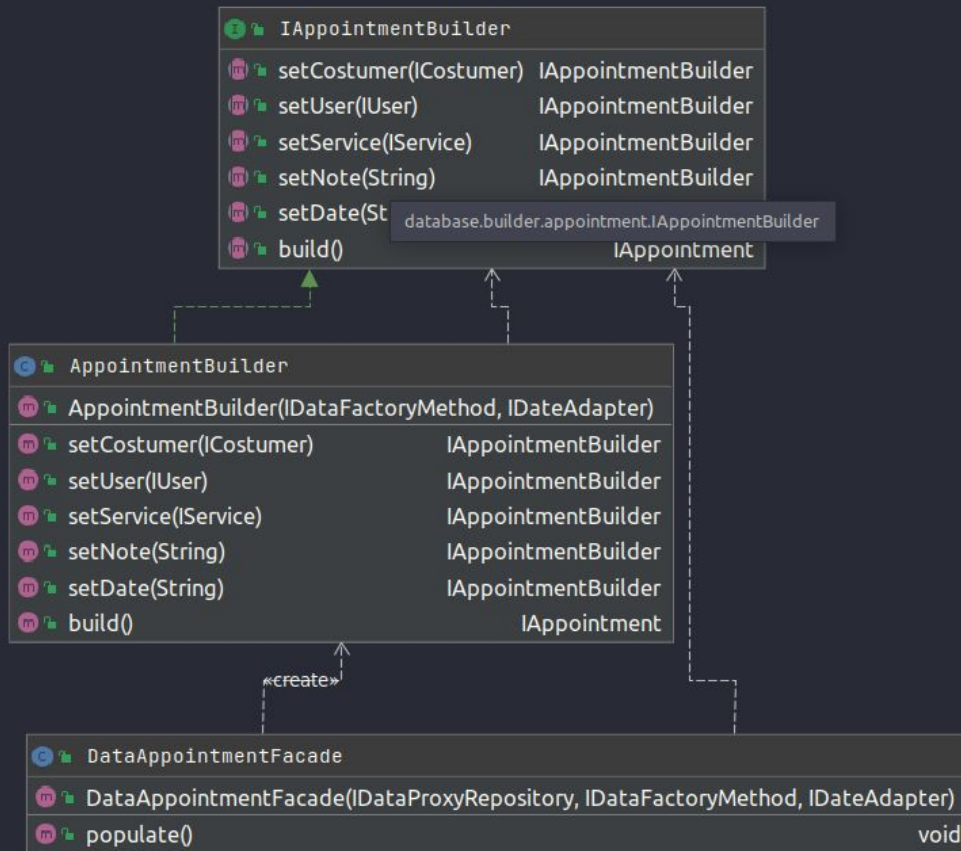 IAppointmentBuilder
setCostumer(ICostumer) IAppointmentBuilder
setUser(IUser) IAppointmentBuilder
setService(IService) IAppointmentBuilder
setNote(String) IAppointmentBuilder
setDate(St
database.builder.appointment.IAppointmentBuilder
build() IAppointment
AppointmentBuilder
AppointmentBuilder(IDataFactoryMethod, IDateAdapter)
setCostumer(ICostumer) IAppointmentBuilder
setUser(IUser) IAppointmentBuilder
setService(IService) IAppointmentBuilder
setNote(String) IAppointmentBuilder
setDate(String) IAppointmentBuilder
build() IAppointment
«create»
DataAppointmentFacade
DataAppointmentFacade(IDataProxyRepository, IDataFactoryMethod, IDateAdapter)
populate() void